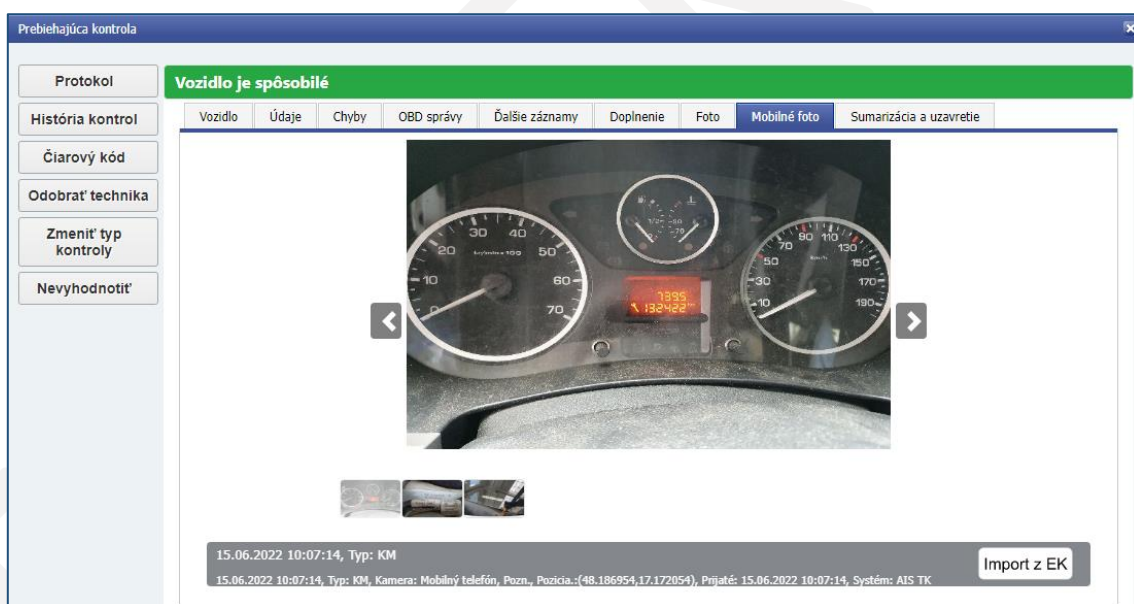 Prebiehajúca kontrola
Protokol
História kontrol
Čiarový kód
Odobrať technika
Zmeniť typ
kontroly
Nevyhodnotiť
Vozidlo je spôsobilé
Vozidlo Údaje Chyby OBD správy Ďalšie záznamy Doplnenie Foto Mobilné foto Sumarizácia a uzavretie
0 10 20 30 40 50 60 70
7395
132422
10 30 50 70 90 110 130 150 170 190
km/h
15.06.2022 10:07:14, Typ: KM
15.06.2022 10:07:14, Typ: KM, Kamera: Mobilný telefón, Pozn., Pozicia.:(48.186954,17.172054), Prijaté: 15.06.2022 10:07:14, Systém: AIS TK
Import z EK